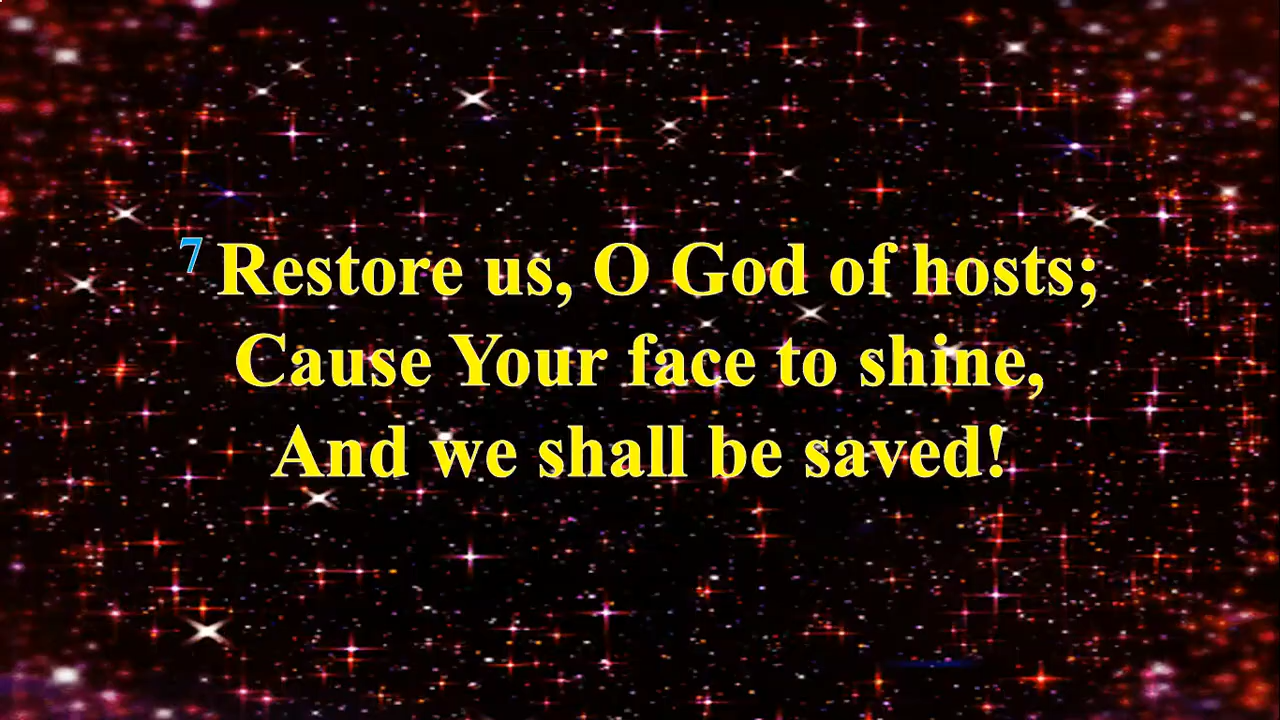 7 Restore us, O God of hosts;
Cause Your face to shine,
And we shall be saved!